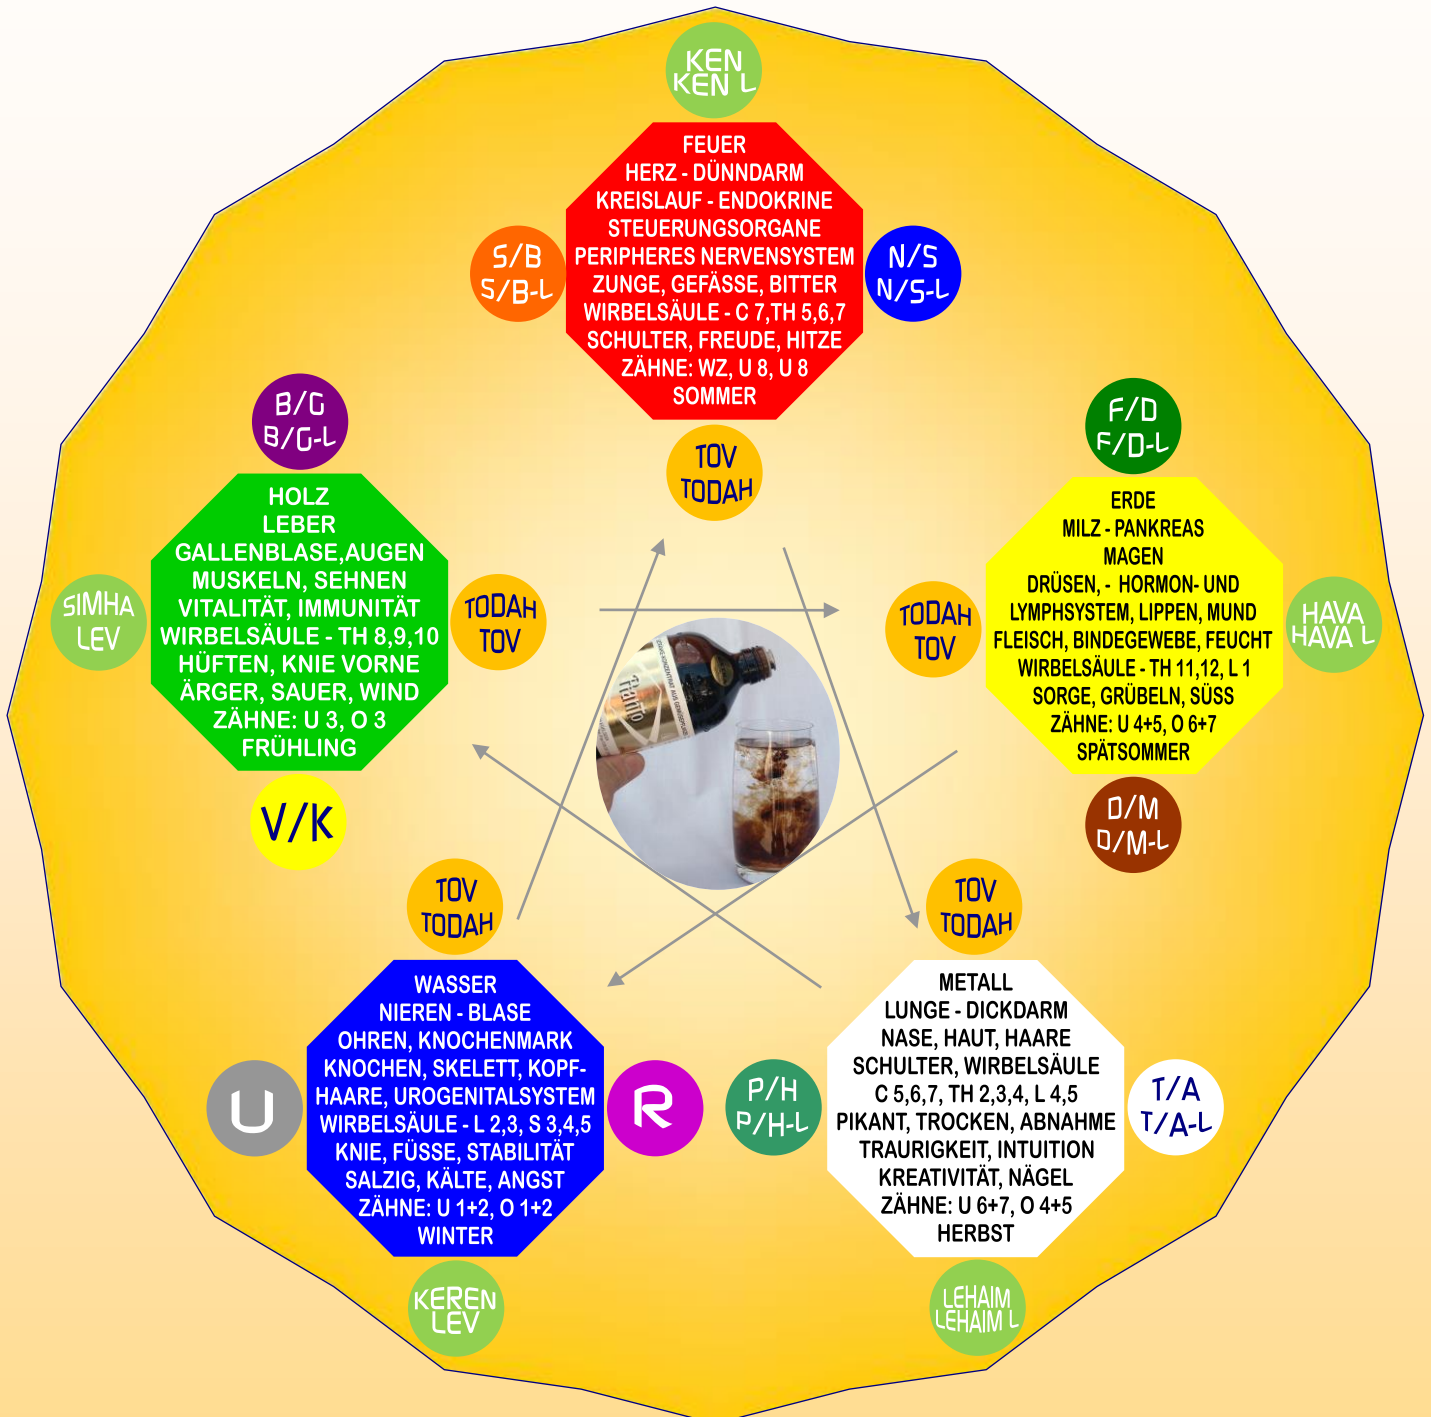 KEN
KEN L
FEUER
HERZ - DÜNNDARM
KREISLAUF - ENDOKRINE
STEUERUNGSORGANE
PERIPHERES NERVENSYSTEM
ZUNGE, GEFÄSSE, BITTER
WIRBELSÄULE - C 7,TH 5,6,7
SCHULTER, FREUDE, HITZE
ZÄHNE: WZ, U 8, U 8
SOMMER
S/B
S/B-L
N/S
N/S-L
TOV
TODAH
B/G
B/G-L
HOLZ
LEBER
GALLENBLASE,AUGEN
MUSKELN, SEHNEN
VITALITÄT, IMMUNITÄT
WIRBELSÄULE - TH 8,9,10
HÜFTEN, KNIE VORNE
ÄRGER, SAUER, WIND
ZÄHNE: U 3, O 3
FRÜHLING
SIMHA
LEV
TODAH
TOV
V/K
F/D
F/D-L
ERDE
MILZ - PANKREAS
MAGEN
DRÜSEN, - HORMON- UND
LYMPHSYSTEM, LIPPEN, MUND
FLEISCH, BINDEGEWEBE, FEUCHT
WIRBELSÄULE - TH 11,12, L 1
SORGE, GRÜBELN, SÜSS
ZÄHNE: U 4+5, O 6+7
SPÄTSOMMER
TODAH
TOV
HAVA
HAVA L
D/M
D/M-L
TOV
TODAH
WASSER
NIEREN - BLASE
OHREN, KNOCHENMARK
KNOCHEN, SKELETT, KOPF-
HAARE, UROGENITALSYSTEM
WIRBELSÄULE - L 2,3, S 3,4,5
KNIE, FÜSSE, STABILITÄT
SALZIG, KÄLTE, ANGST
ZÄHNE: U 1+2, O 1+2
WINTER
U
R
KEREN
LEV
TOV
TODAH
METALL
LUNGE - DICKDARM
NASE, HAUT, HAARE
SCHULTER, WIRBELSÄULE
C 5,6,7, TH 2,3,4, L 4,5
PIKANT, TROCKEN, ABNAHME
TRAURIGKEIT, INTUITION
KREATIVITÄT, NÄGEL
ZÄHNE: U 6+7, O 4+5
HERBST
P/H
P/H-L
T/A
T/A-L
LEHAIM
LEHAIM L